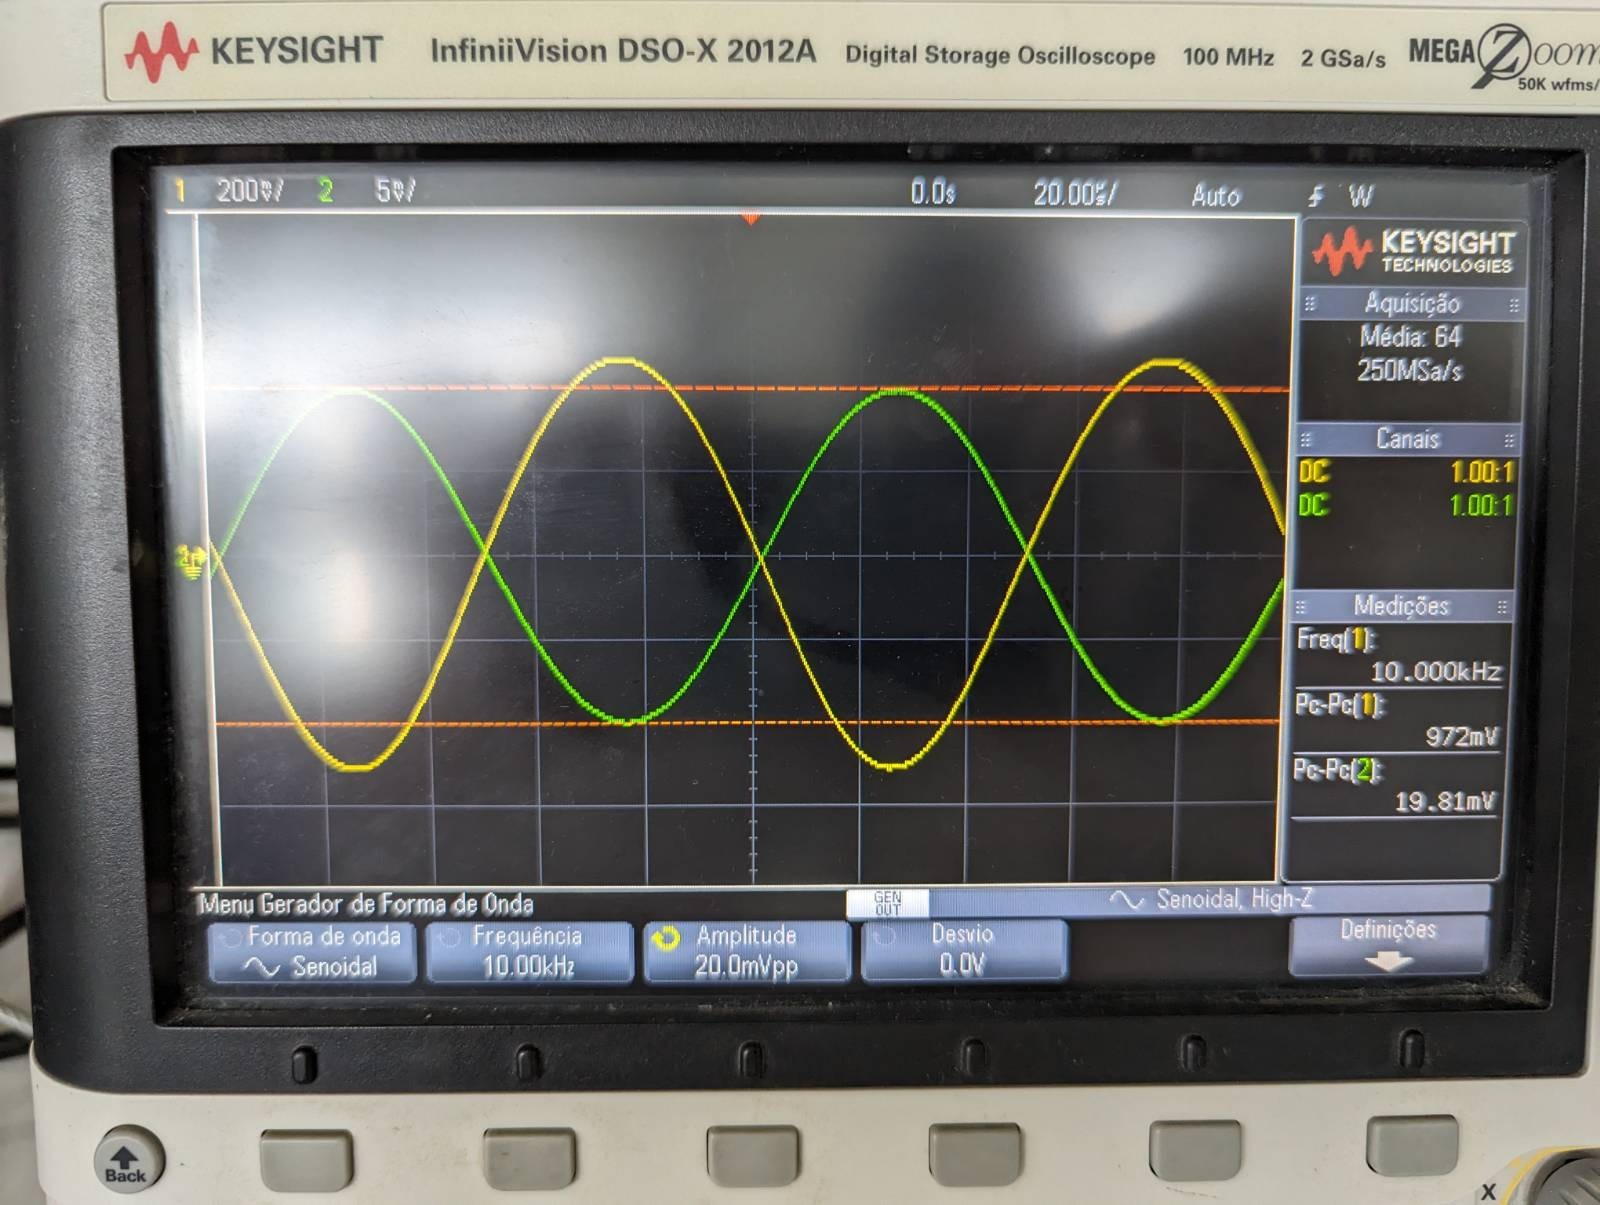 KEYSIGHT InfiniiVision DSO-X 2012A Digital Storage Oscilloscope 100 MHz 2 GSa/s MEGA Zoom
50K wfms/
1 200mV/ 2 5mV/ 0.0s 20.00us/ Auto W
KEYSIGHT
TECHNOLOGIES
Aquisição
Média: 64
250MSa/s
Canais
DC 1.00:1
DC 1.00:1
Medições
Freq(1):
10.000kHz
Pc-Pc(1):
972mV
Pc-Pc(2):
19.81mV
Menu Gerador de Forma de Onda
GEN
OUT
Senoidal, High-Z
Forma de onda Frequência Amplitude Desvio Definições
Senoidal 10.00kHz 20.0mVpp 0.0V
Back
X